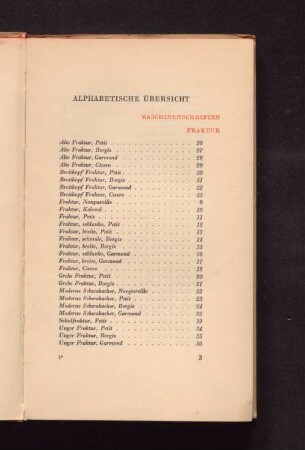 ALPHABETISCHE ÜBERSICHT
MASCHINENSCHRIFTEN
FRAKTUR
Alte Fraktur, Petit . . . 26
Alte Fraktur, Borgis . . . 27
Alte Fraktur, Garmond . . . 28
Alte Fraktur, Cicero . . . 29
Breitkopf Fraktur, Petit . . . 30
Breitkopf Fraktur, Borgis . . . 31
Breitkopf Fraktur, Garmond . . . 32
Breitkopf Fraktur, Cicero . . . 33
Fraktur, Nonpareille . . . 9
Fraktur, Kolonel . . . 10
Fraktur, Petit . . . 11
Fraktur, schlanke, Petit . . . 12
Fraktur, breite, Petit . . . 13
Fraktur, schmale, Borgis . . . 14
Fraktur, breite, Borgis . . . 15
Fraktur, schlanke, Garmond . . . 16
Fraktur, breite, Garmond . . . 17
Fraktur, Cicero . . . 18
Große Fraktur, Petit . . . 20
Große Fraktur, Borgis . . . 21
Moderne Schwabacher, Nonpareille . . . 22
Moderne Schwabacher, Petit . . . 23
Moderne Schwabacher, Borgis . . . 24
Moderne Schwabacher, Garmond . . . 25
Schulfraktur, Petit . . . 19
Unger Fraktur, Petit . . . 34
Unger Fraktur, Borgis . . . 35
Unger Fraktur, Garmond . . . 36
1*
3